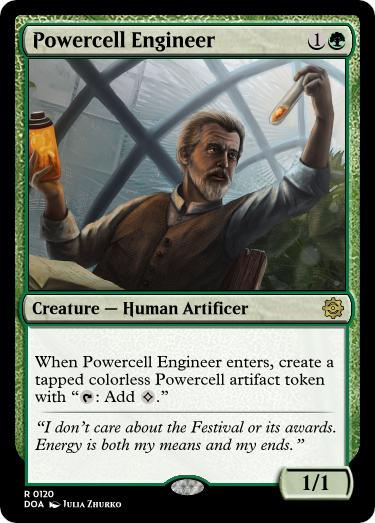 Powercell Engineer 1
Creature — Human Artificer
When Powercell Engineer enters, create a
tapped colorless Powercell artifact token
with “: Add .”
“I don’t care about the Festival or its awards.
Energy is both my means and my ends.”
1/1
R 0120
DOA Julia Zhurko